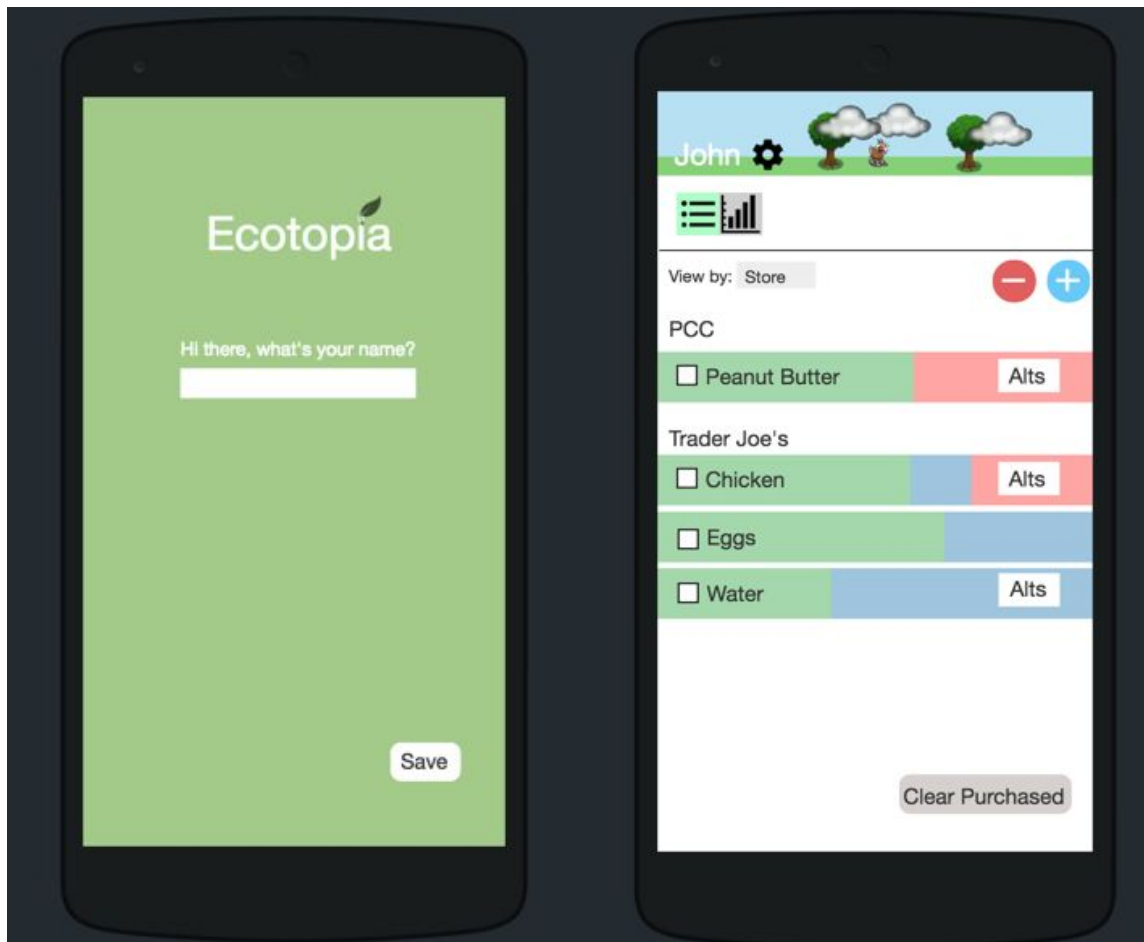 Ecotopia
Hi there, what's your name?
Save
John
View by: Store
PCC
Peanut Butter Alts
Trader Joe's
Chicken Alts
Eggs
Water Alts
Clear Purchased